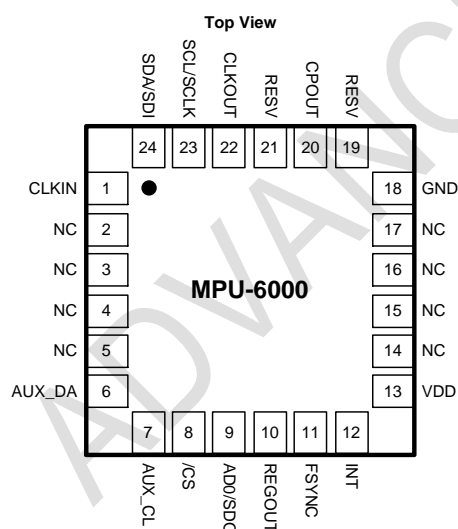 Top View
SDA/SDI
SCL/SCLK
CLKOUT
RESV
CPOUT
RESV
24 23 22 21 20 19
CLKIN 1 18 GND
NC 2 17 NC
NC 3 16 NC
MPU-6000
NC 4 15 NC
NC 5 14 NC
AUX_DA 6 13 VDD
7 8 9 10 11 12
AUX_CL
/CS
AD0/SDO
REGOUT
FSYNC
INT
ADVANC